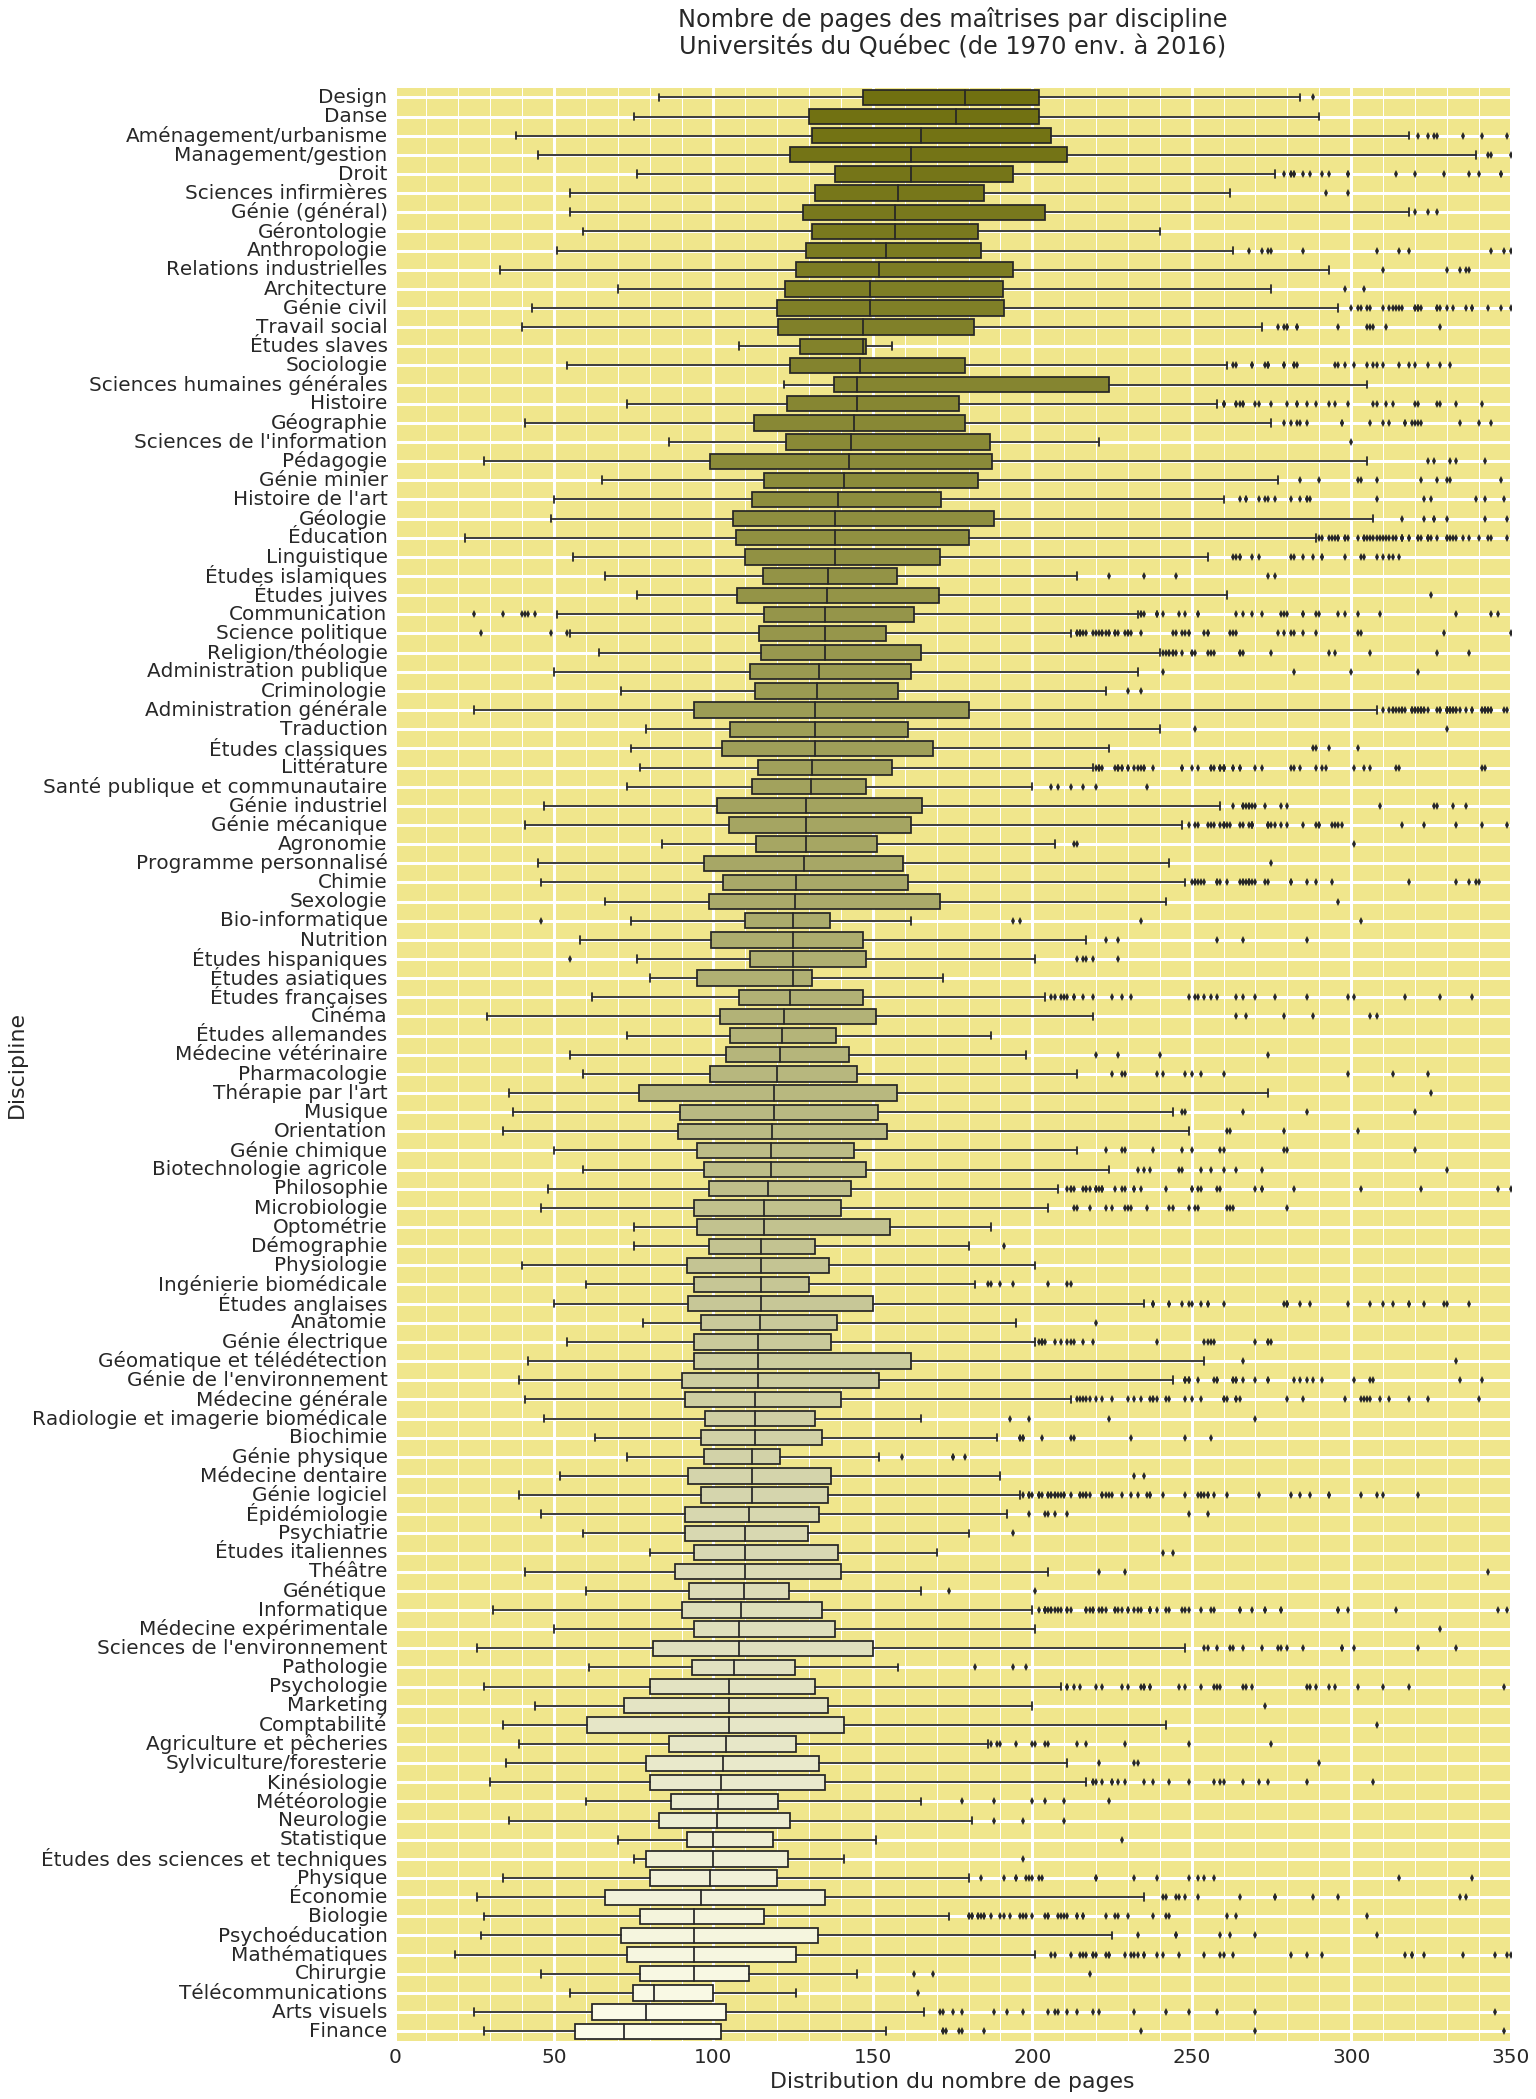 Nombre de pages des maîtrises par discipline
Universités du Québec (de 1970 env. à 2016)
Design
Danse
Aménagement/urbanisme
Management/gestion
Droit
Sciences infirmières
Génie (général)
Gérontologie
Anthropologie
Relations industrielles
Architecture
Génie civil
Travail social
Études slaves
Sociologie
Sciences humaines générales
Histoire
Géographie
Sciences de l'information
Pédagogie
Génie minier
Histoire de l'art
Géologie
Éducation
Linguistique
Études islamiques
Études juives
Communication
Science politique
Religion/théologie
Administration publique
Criminologie
Administration générale
Traduction
Études classiques
Littérature
Santé publique et communautaire
Génie industriel
Génie mécanique
Agronomie
Programme personnalisé
Chimie
Sexologie
Bio-informatique
Nutrition
Études hispaniques
Études asiatiques
Études françaises
Cinéma
Études allemandes
Médecine vétérinaire
Pharmacologie
Thérapie par l'art
Musique
Orientation
Génie chimique
Biotechnologie agricole
Philosophie
Microbiologie
Optométrie
Démographie
Physiologie
Ingénierie biomédicale
Études anglaises
Anatomie
Génie électrique
Géomatique et télédétection
Génie de l'environnement
Médecine générale
Radiologie et imagerie biomédicale
Biochimie
Génie physique
Médecine dentaire
Génie logiciel
Épidémiologie
Psychiatrie
Études italiennes
Théâtre
Génétique
Informatique
Médecine expérimentale
Sciences de l'environnement
Pathologie
Psychologie
Marketing
Comptabilité
Agriculture et pêcheries
Sylviculture/foresterie
Kinésiologie
Météorologie
Neurologie
Statistique
Études des sciences et techniques
Physique
Économie
Biologie
Psychoéducation
Mathématiques
Chirurgie
Télécommunications
Arts visuels
Finance
Discipline
0 50 100 150 200 250 300 350
Distribution du nombre de pages